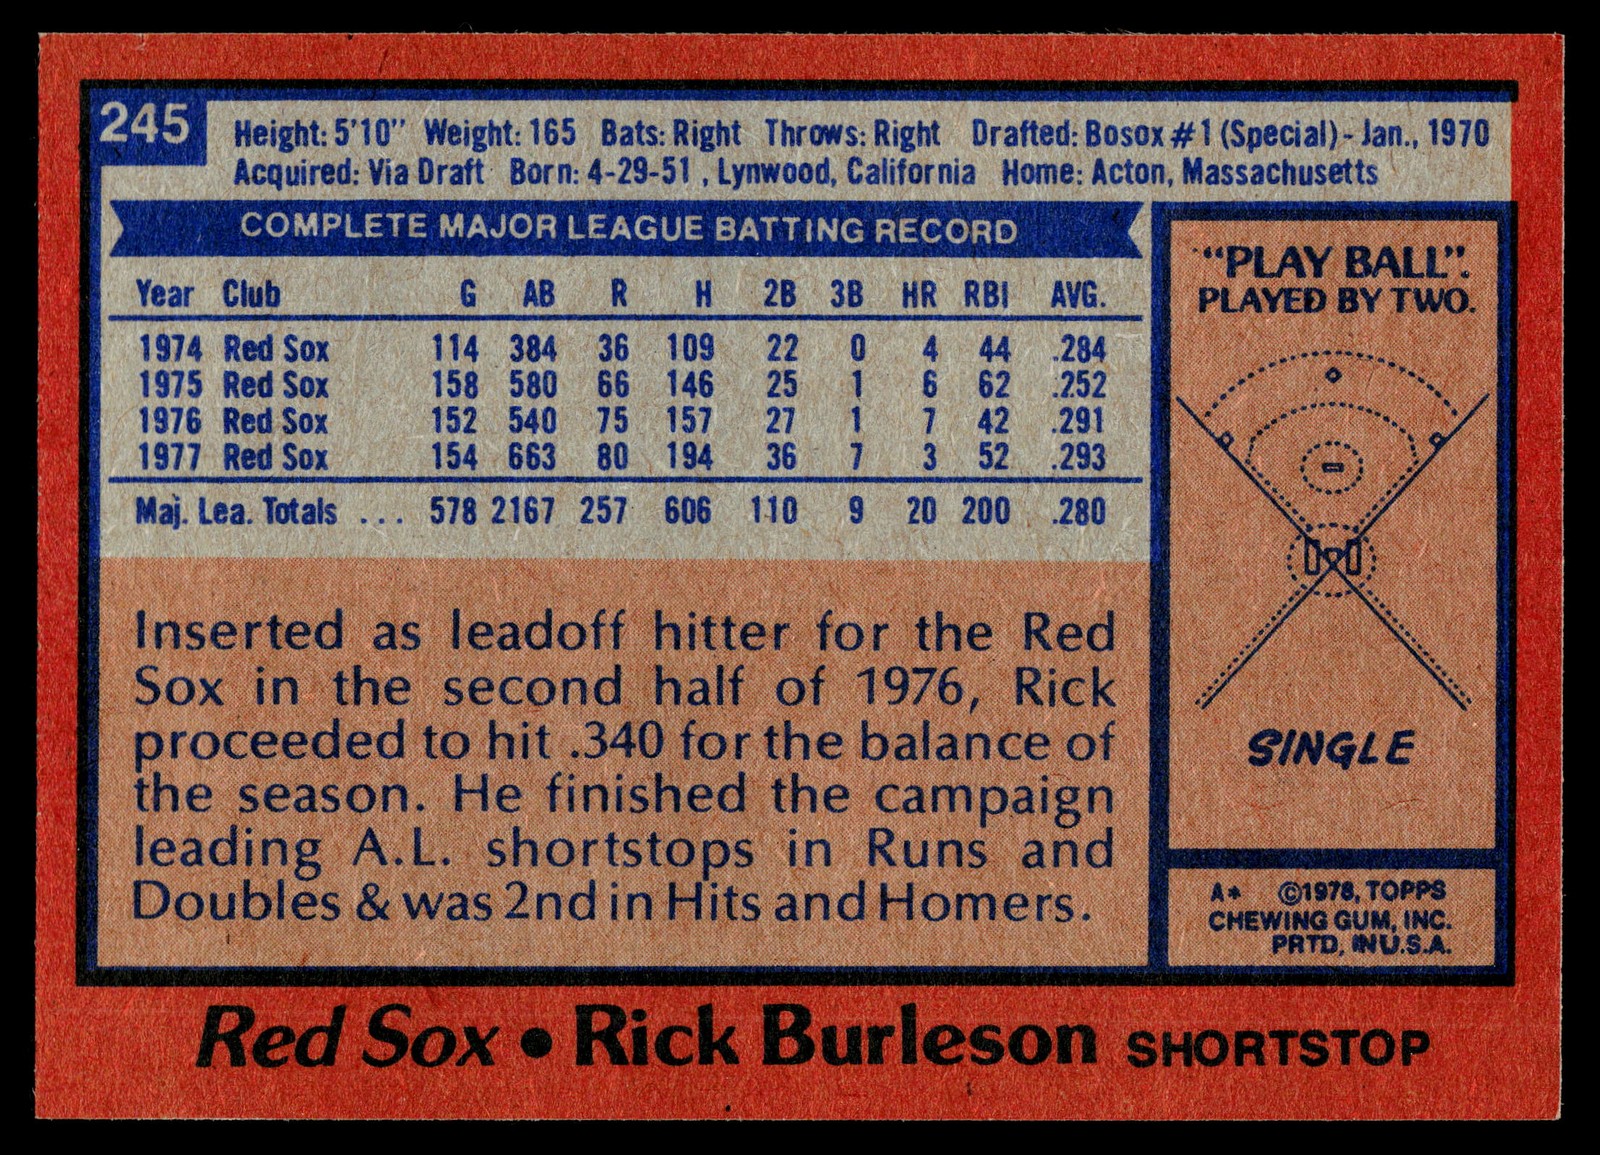 245
Height: 5'10" Weight: 165 Bats: Right Throws: Right Drafted: Bosox #1 (Special) - Jan., 1970
Acquired: Via Draft Born: 4-29-51, Lynwood, California Home: Acton, Massachusetts
COMPLETE MAJOR LEAGUE BATTING RECORD
Year Club G AB R H 2B 3B HR RBI AVG.
1974 Red Sox 114 384 36 109 22 0 4 44 .284
1975 Red Sox 158 580 66 146 25 1 6 62 .252
1976 Red Sox 152 540 75 157 27 1 7 42 .291
1977 Red Sox 154 663 80 194 36 7 3 52 .293
Maj. Lea. Totals ... 578 2167 257 606 110 9 20 200 .280
Inserted as leadoff hitter for the Red
Sox in the second half of 1976, Rick
proceeded to hit .340 for the balance of
the season. He finished the campaign
leading A.L. shortstops in Runs and
Doubles & was 2nd in Hits and Homers.
"PLAY BALL".
PLAYED BY TWO.
SINGLE
A* ©1978, TOPPS
CHEWING GUM, INC.
PRTD. IN U.S.A.
Red Sox • Rick Burleson SHORTSTOP